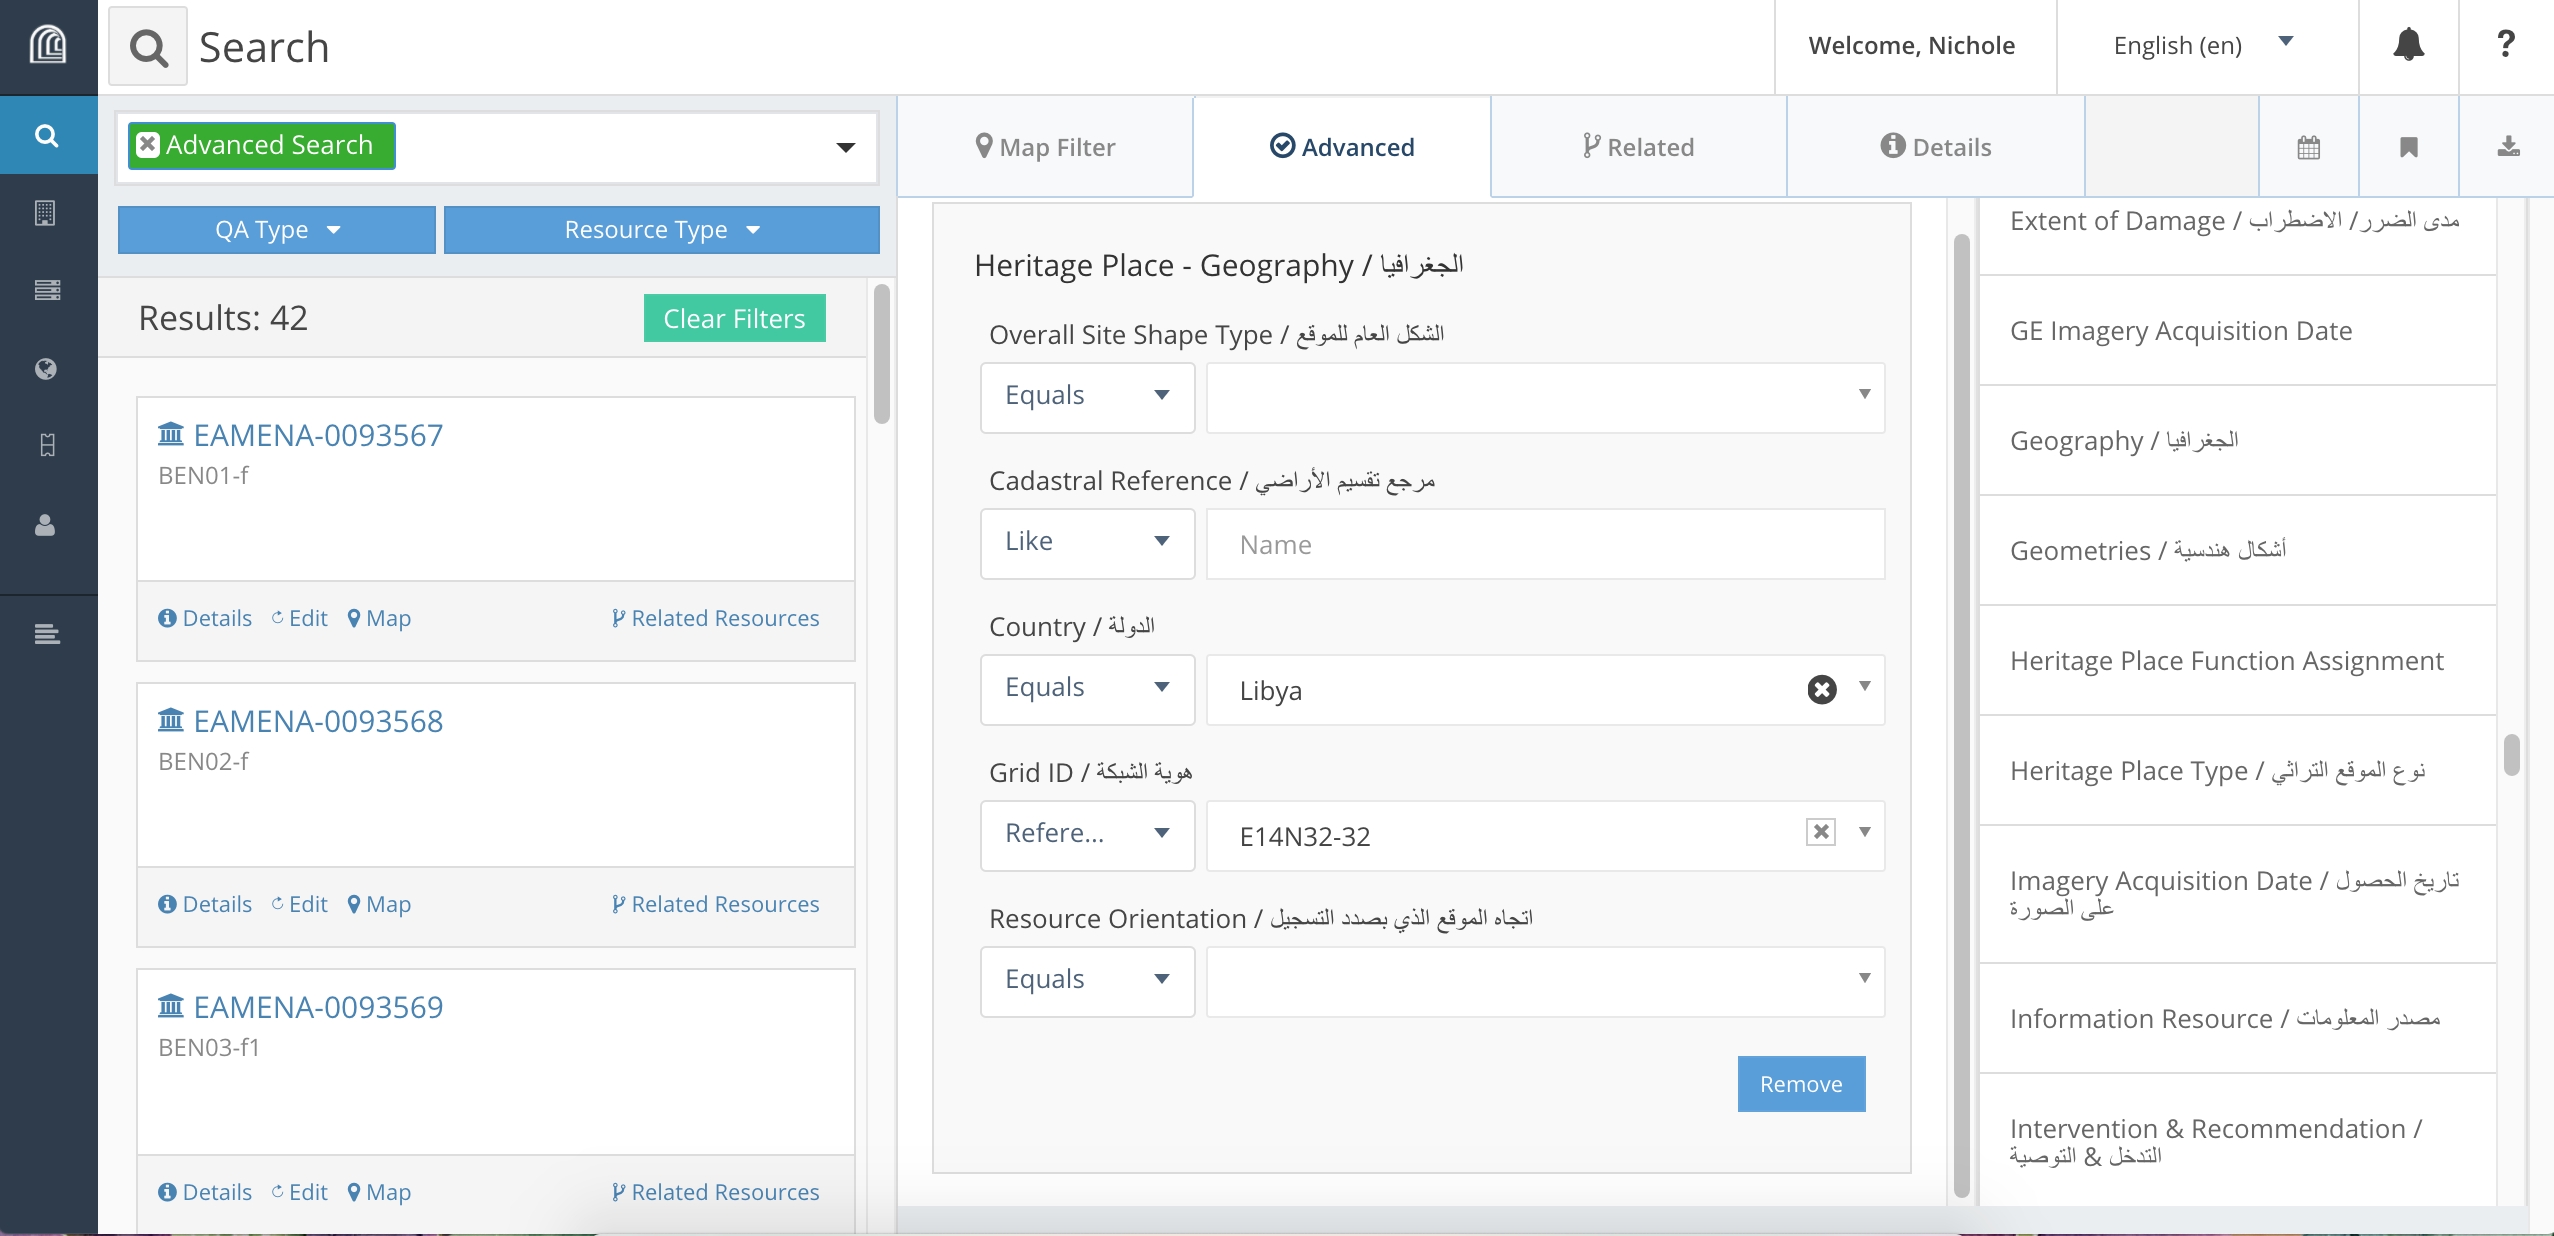 Search
Welcome, Nichole
English (en)
?
Advanced Search
Map Filter
Advanced
Related
Details
QA Type
Resource Type
Results: 42
Clear Filters
EAMENA-0093567
BEN01-f
Details Edit Map Related Resources
EAMENA-0093568
BEN02-f
Details Edit Map Related Resources
EAMENA-0093569
BEN03-f1
Details Edit Map Related Resources
Heritage Place - Geography / الجغرافيا
Overall Site Shape Type / الشكل العام للموقع
Equals
Cadastral Reference / مرجع تقسيم الأراضي
Like Name
Country / الدولة
Equals Libya
Grid ID / هوية الشبكة
Refere... E14N32-32
Resource Orientation / اتجاه الموقع الذي بصدد التسجيل
Equals
Remove
Extent of Damage / مدى الضرر/ الاضطراب
GE Imagery Acquisition Date
Geography / الجغرافيا
Geometries / أشكال هندسية
Heritage Place Function Assignment
Heritage Place Type / نوع الموقع التراثي
Imagery Acquisition Date / تاريخ الحصول
على الصورة
Information Resource / مصدر المعلومات
Intervention & Recommendation /
التدخل & التوصية